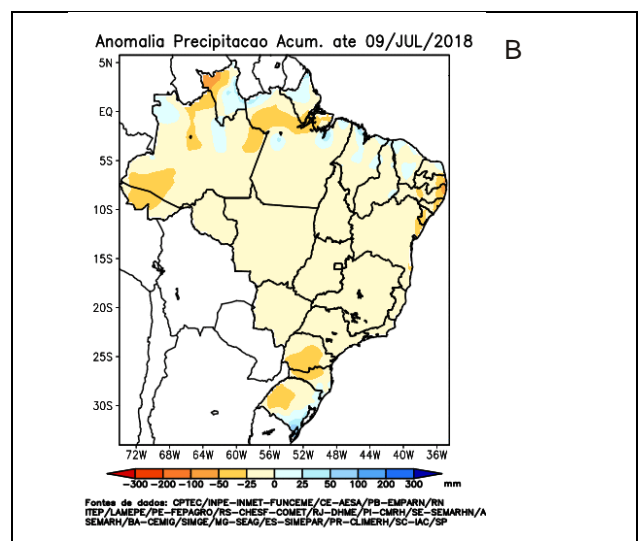 Anomalia Precipitacao Acum. ate 09/JUL/2018
B
5N
EQ
5S
10S
15S
20S
25S
30S
72W 68W 64W 60W 56W 52W 48W 44W 40W 36W
-300 -200 -100 -50 -25 0 25 50 100 200 300 mm
Fontes de dados: CPTEC/INPE-INMET-FUNCEME/CE-AESA/PB-EMPARN/RN
ITEP/LAMEPE/PE-FEPAGRO/RS-CHESF-COMET/RJ-DHME/PI-CMRH/SE-SEMARHN/A
SEMARH/BA-CEMIG/SIMGE/MG-SEAG/ES-SIMEPAR/PR-CLIMERH/SC-IAC/SP